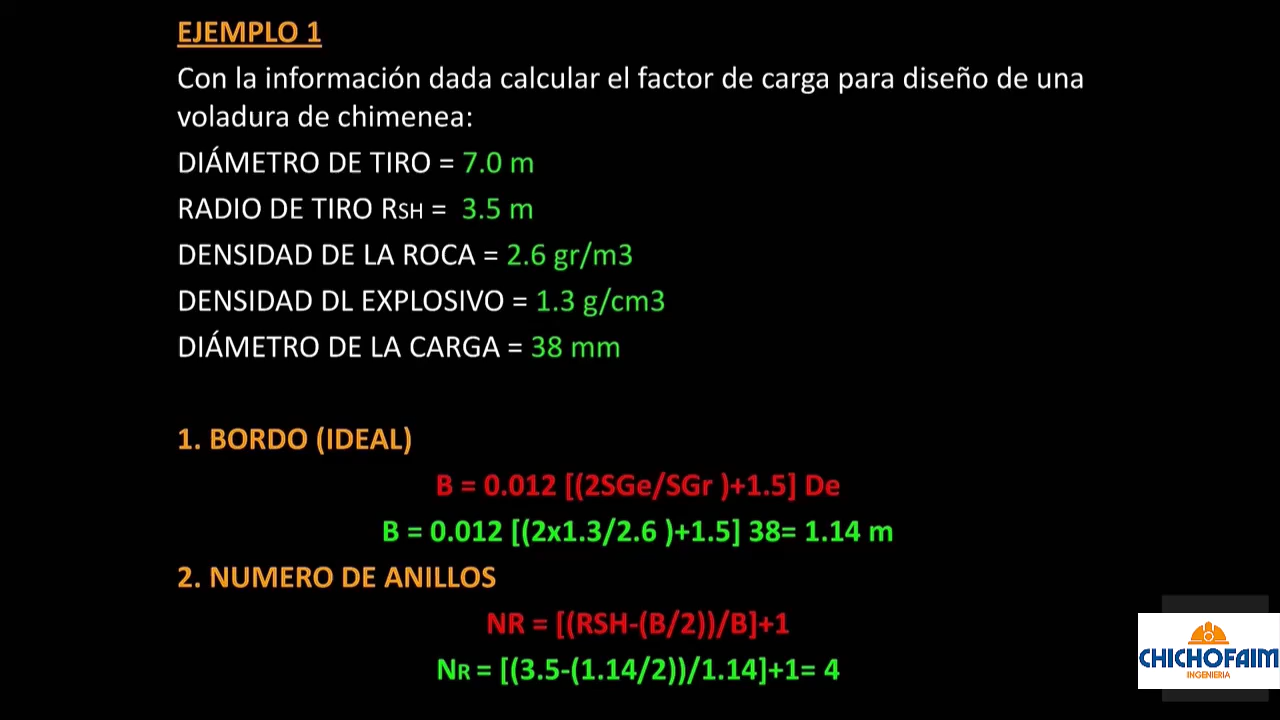 EJEMPLO 1
Con la información dada calcular el factor de carga para diseño de una
voladura de chimenea:
DIÁMETRO DE TIRO = 7.0 m
RADIO DE TIRO RSH = 3.5 m
DENSIDAD DE LA ROCA = 2.6 gr/m3
DENSIDAD DL EXPLOSIVO = 1.3 g/cm3
DIÁMETRO DE LA CARGA = 38 mm
1. BORDO (IDEAL)
B = 0.012 [(2SGe/SGr )+1.5] De
B = 0.012 [(2x1.3/2.6 )+1.5] 38= 1.14 m
2. NUMERO DE ANILLOS
NR = [(RSH-(B/2))/B]+1
NR = [(3.5-(1.14/2))/1.14]+1= 4
CHICHOFAIM
INGENIERIA